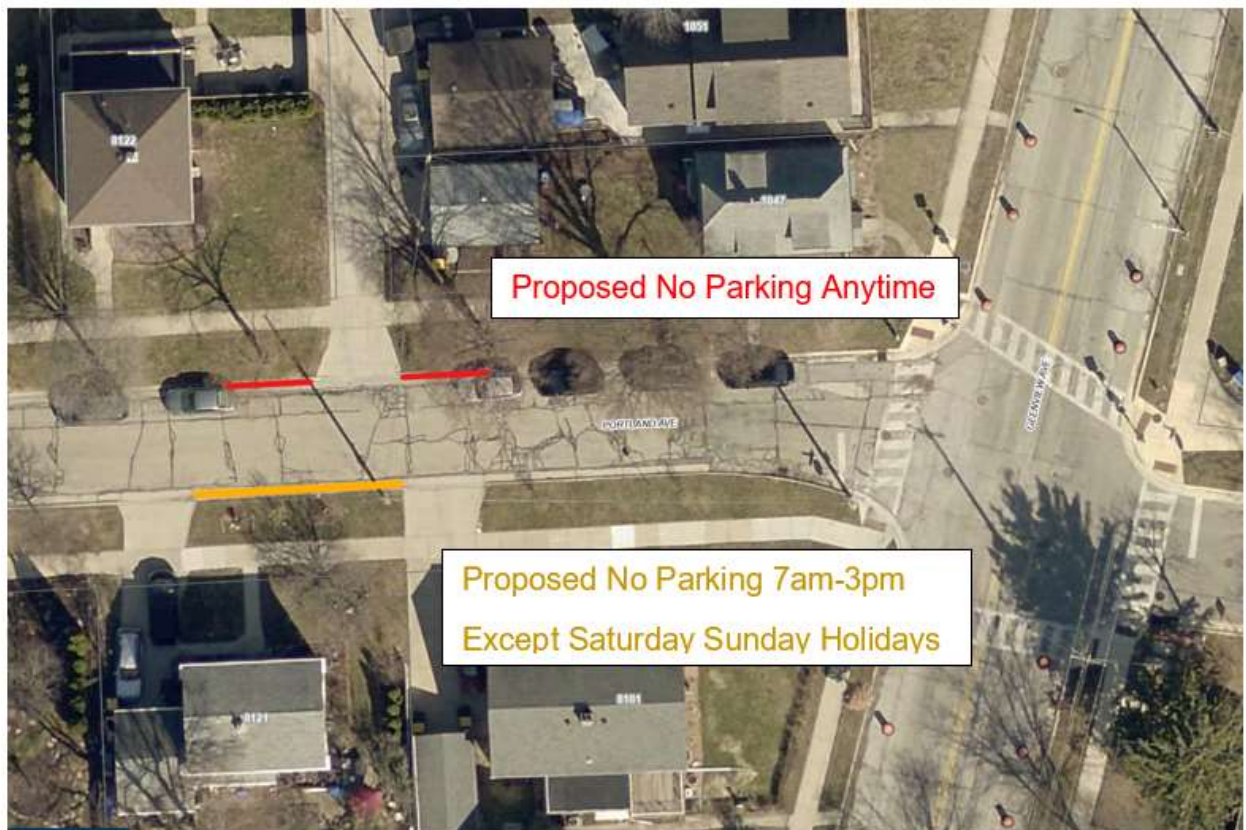 1051
8122
1047
Proposed No Parking Anytime
GLENVIEW AVE
PORTLAND AVE
Proposed No Parking 7am-3pm
Except Saturday Sunday Holidays
8121
8101